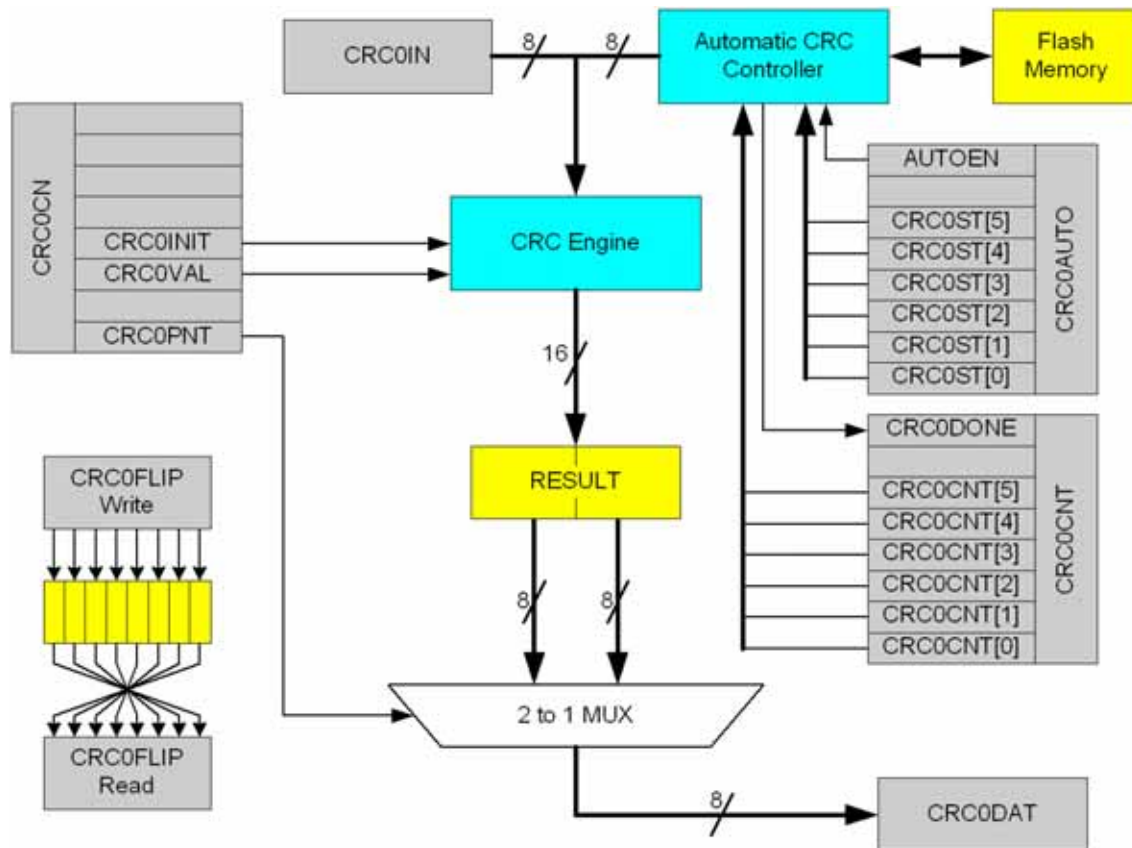 CRC0IN
8
8
Automatic CRC
Controller
Flash
Memory
CRC0CN
CRC0INIT
CRC0VAL
CRC0PNT
CRC Engine
AUTOEN
CRC0ST[5]
CRC0ST[4]
CRC0ST[3]
CRC0ST[2]
CRC0ST[1]
CRC0ST[0]
CRC0AUTO
16
CRC0DONE
CRC0CNT[5]
CRC0CNT[4]
CRC0CNT[3]
CRC0CNT[2]
CRC0CNT[1]
CRC0CNT[0]
CRC0CNT
CRC0FLIP
Write
RESULT
8
8
2 to 1 MUX
CRC0FLIP
Read
8
CRC0DAT